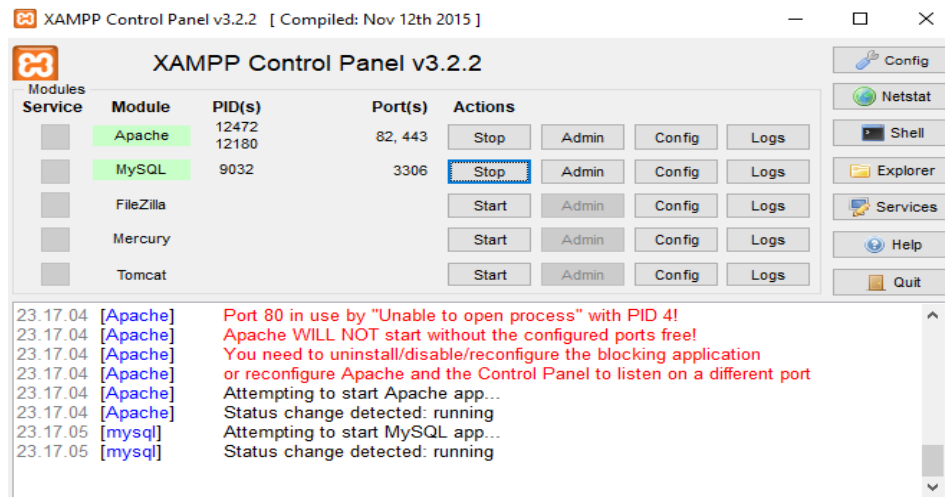 XAMPP Control Panel v3.2.2 [ Compiled: Nov 12th 2015 ]
XAMPP Control Panel v3.2.2
Config
Modules
Service Module PID(s) Port(s) Actions
Netstat
Apache 12472 12180 82, 443 Stop Admin Config Logs
Shell
MySQL 9032 3306 Stop Admin Config Logs
Explorer
FileZilla Start Admin Config Logs
Services
Mercury Start Admin Config Logs
Help
Tomcat Start Admin Config Logs
Quit
23.17.04 [Apache] Port 80 in use by "Unable to open process" with PID 4!
23.17.04 [Apache] Apache WILL NOT start without the configured ports free!
23.17.04 [Apache] You need to uninstall/disable/reconfigure the blocking application
23.17.04 [Apache] or reconfigure Apache and the Control Panel to listen on a different port
23.17.04 [Apache] Attempting to start Apache app...
23.17.04 [Apache] Status change detected: running
23.17.05 [mysql] Attempting to start MySQL app...
23.17.05 [mysql] Status change detected: running